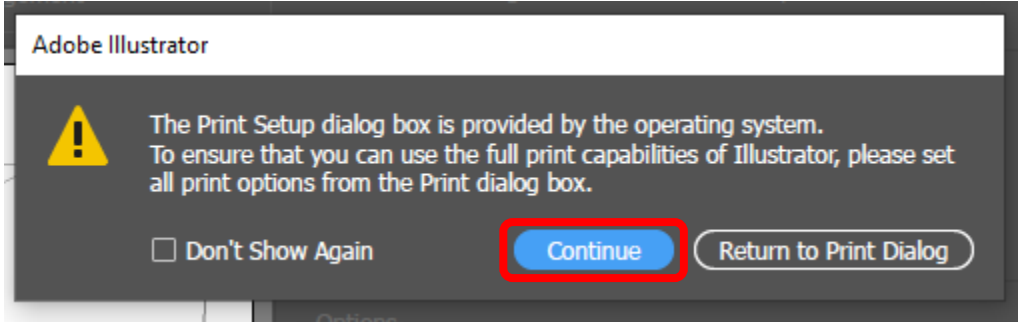 Adobe Illustrator
The Print Setup dialog box is provided by the operating system.
To ensure that you can use the full print capabilities of Illustrator, please set
all print options from the Print dialog box.
Don't Show Again
Continue
Return to Print Dialog
Options